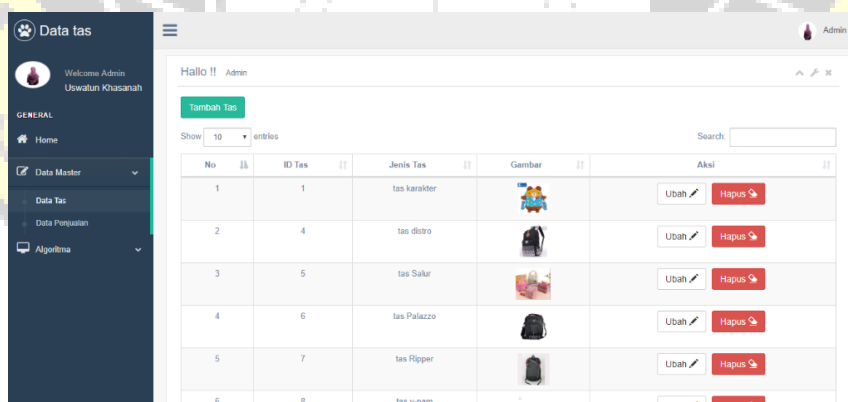 Data tas
Admin
Welcome Admin
Uswatun Khasanah
GENERAL
Home
Data Master
Data Tas
Data Penjualan
Algoritma
Hallo !! Admin
Tambah Tas
Show 10 entries
Search:
No ID Tas Jenis Tas Gambar Aksi
1 1 tas karakter Ubah Hapus
2 4 tas distro Ubah Hapus
3 5 tas Salur Ubah Hapus
4 6 tas Palazzo Ubah Hapus
5 7 tas Ripper Ubah Hapus
6 8 tas